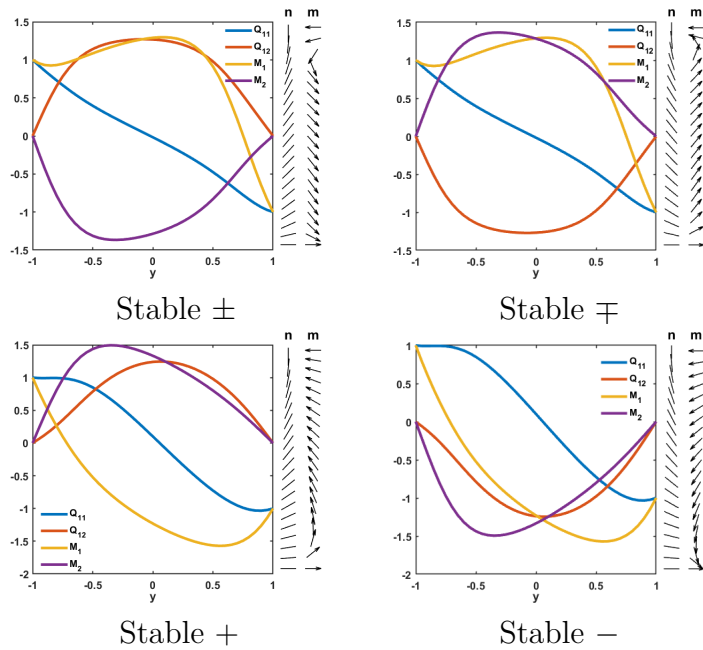 n m n m
1.5 1.5
Q11 Q11
Q12 Q12
1 M1 1 M1
M2 M2
0.5 0.5
0 0
-0.5 -0.5
-1 -1
-1.5 -1.5
-1 -0.5 0 0.5 1 -1 -0.5 0 0.5 1
y y
Stable ± Stable ∓
n m n m
1.5 1
1 Q11
0.5 Q12
0.5 M1
0 M2
0 -0.5
-0.5
-1
-1 Q11
Q12
-1.5 M1 -1.5
M2
-2 -2
-1 -0.5 0 0.5 1 -1 -0.5 0 0.5 1
y y
Stable + Stable −